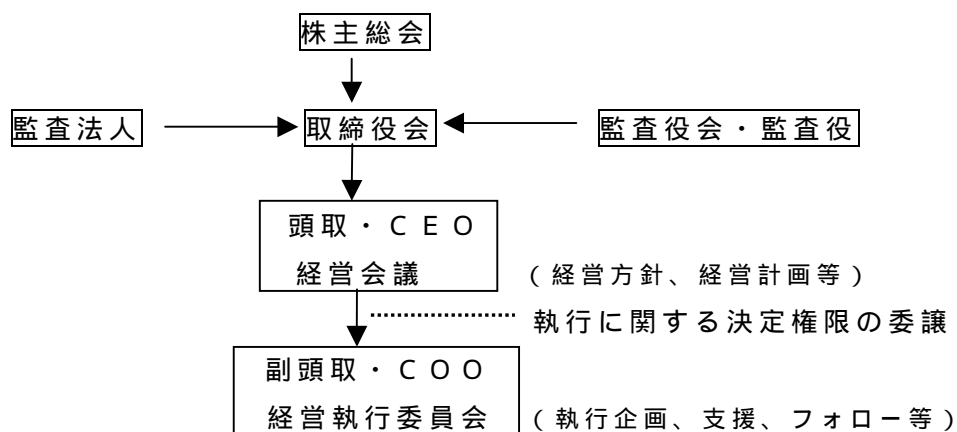 株主総会
監査法人
取締役会
監査役会・監査役
頭取・ＣＥＯ
経営会議
（経営方針、経営計画等）
執行に関する決定権限の委譲
副頭取・ＣＯＯ
経営執行委員会
（執行企画、支援、フォロー等）